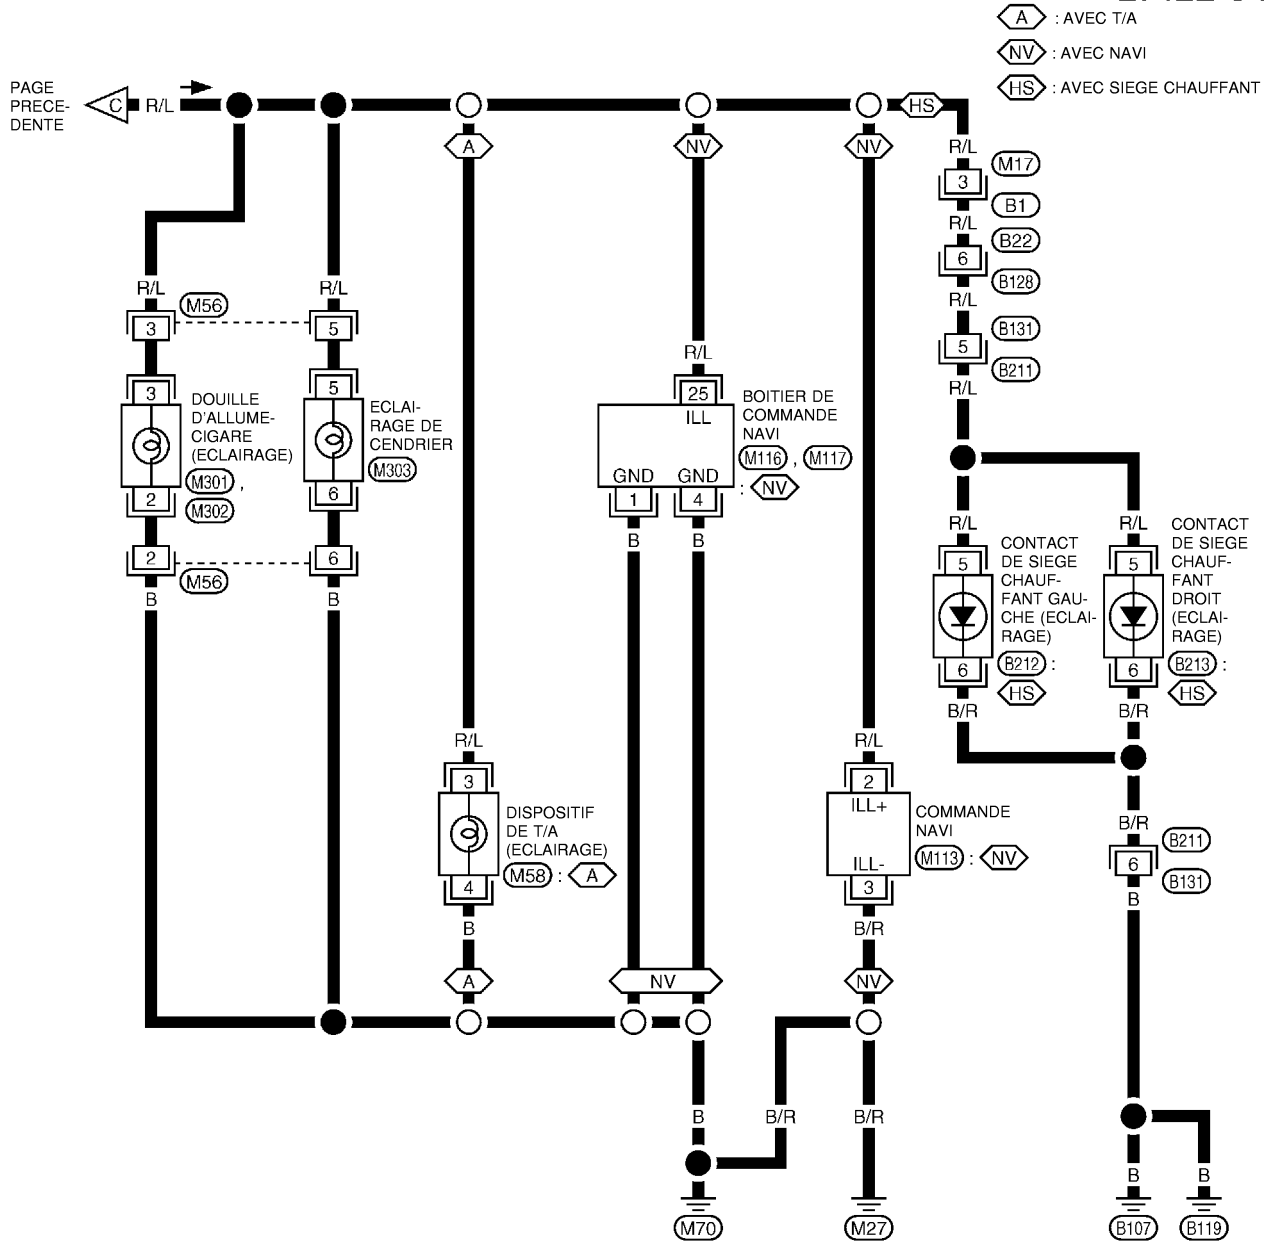 A : AVEC T/A
NV : AVEC NAVI
HS : AVEC SIEGE CHAUFFANT
PAGE
PRECE-
DENTE
C R/L
HS
A
NV
NV
R/L
3
M17
B1
R/L
6
B22
B128
R/L
5
B131
B211
R/L
R/L
R/L
M56
3
5
3
DOUILLE
D'ALLUME-
CIGARE
(ECLAIRAGE)
M301 ,
M302
2
2
M56
B
5
ECLAI-
RAGE DE
CENDRIER
M303
6
6
B
R/L
25
ILL
BOITIER DE
COMMANDE
NAVI
M116 , M117
: NV
GND GND
1 4
B B
R/L
5
CONTACT
DE SIEGE
CHAUF-
FANT GAU-
CHE (ECLAI-
RAGE)
B212 :
HS
6
B/R
R/L
5
CONTACT
DE SIEGE
CHAUF-
FANT
DROIT
(ECLAI-
RAGE)
B213 :
HS
6
B/R
R/L
3
DISPOSITIF
DE T/A
(ECLAIRAGE)
M58 : A
4
B
A
NV
R/L
2
ILL+
COMMANDE
NAVI
M113 : NV
ILL-
3
B/R
NV
B/R
B211
6
B131
B
B
B/R
B/R
B
B
M70
M27
B107
B119